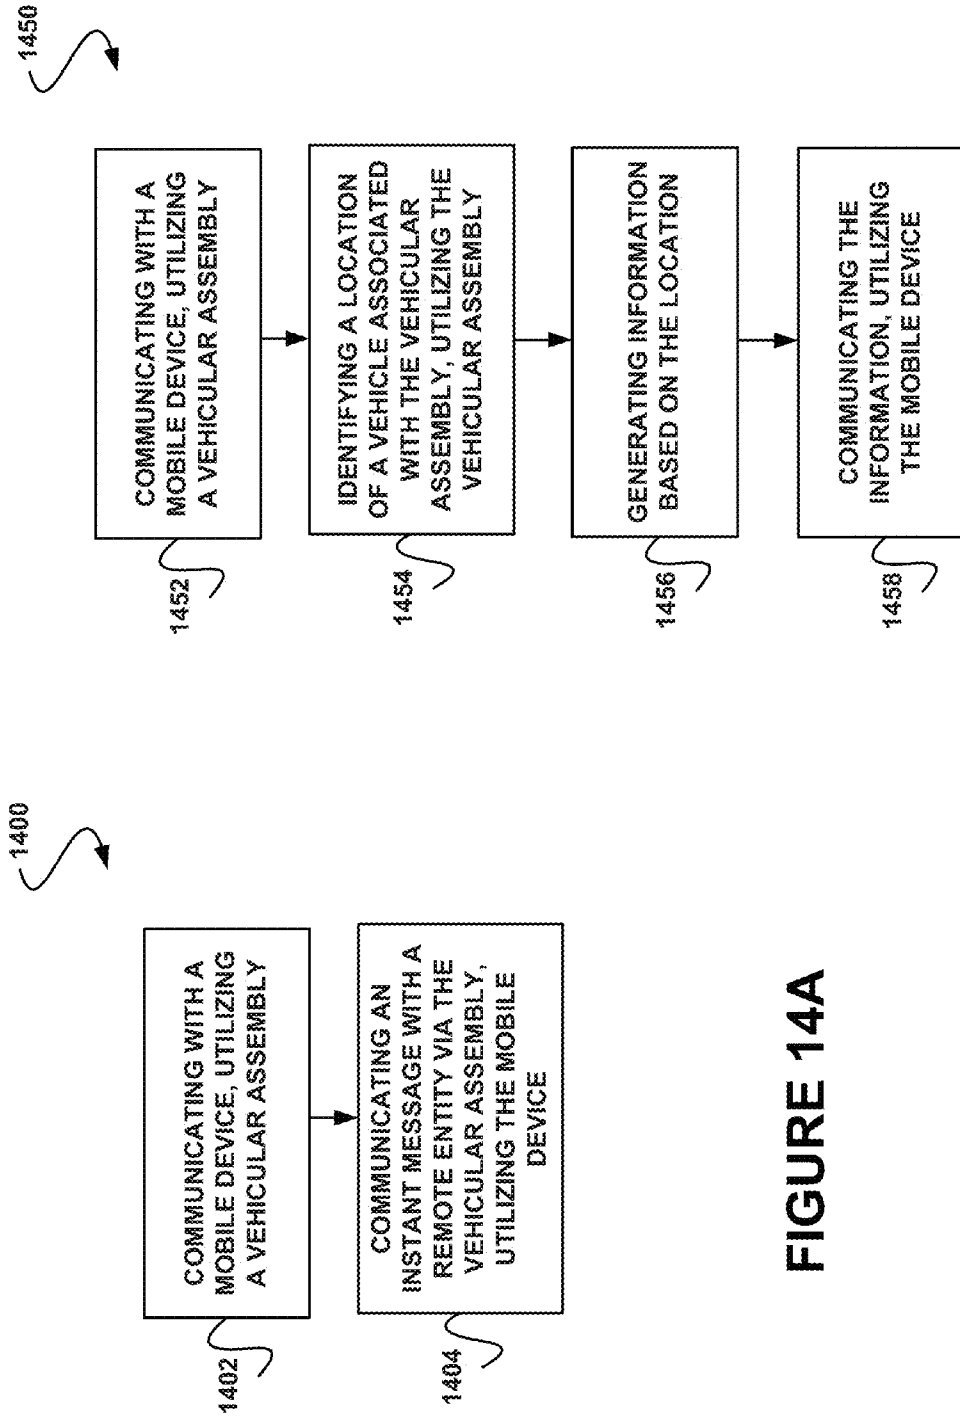 1400
1402
COMMUNICATING WITH A
MOBILE DEVICE, UTILIZING
A VEHICULAR ASSEMBLY
1404
COMMUNICATING AN
INSTANT MESSAGE WITH A
REMOTE ENTITY VIA THE
VEHICULAR ASSEMBLY,
UTILIZING THE MOBILE
DEVICE
FIGURE 14A
1450
1452
COMMUNICATING WITH A
MOBILE DEVICE, UTILIZING
A VEHICULAR ASSEMBLY
1454
IDENTIFYING A LOCATION
OF A VEHICLE ASSOCIATED
WITH THE VEHICULAR
ASSEMBLY, UTILIZING THE
VEHICULAR ASSEMBLY
1456
GENERATING INFORMATION
BASED ON THE LOCATION
1458
COMMUNICATING THE
INFORMATION, UTILIZING
THE MOBILE DEVICE